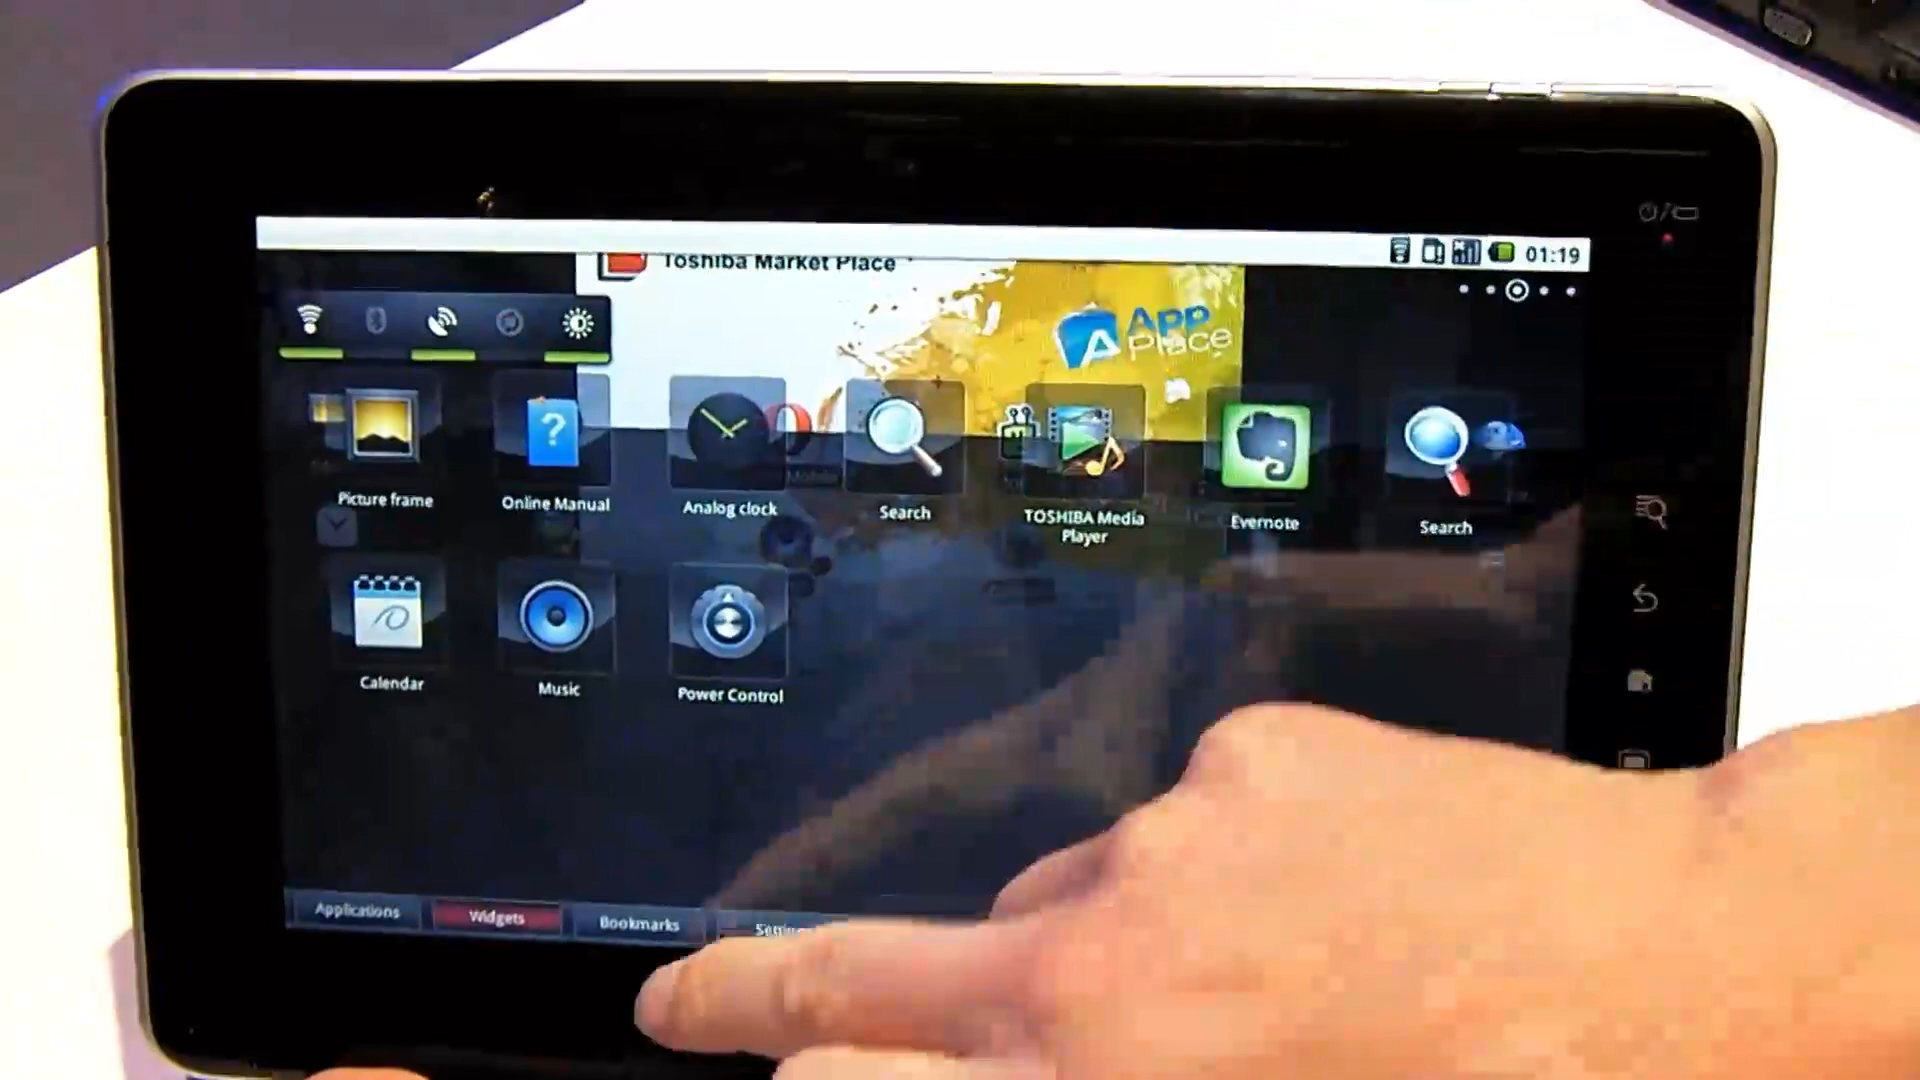 01:19
Toshiba Market Place
APP
Place
Picture frame
Online Manual
Analog clock
Search
TOSHIBA Media
Player
Evernote
Search
Calendar
Music
Power Control
Applications
Widgets
Bookmarks